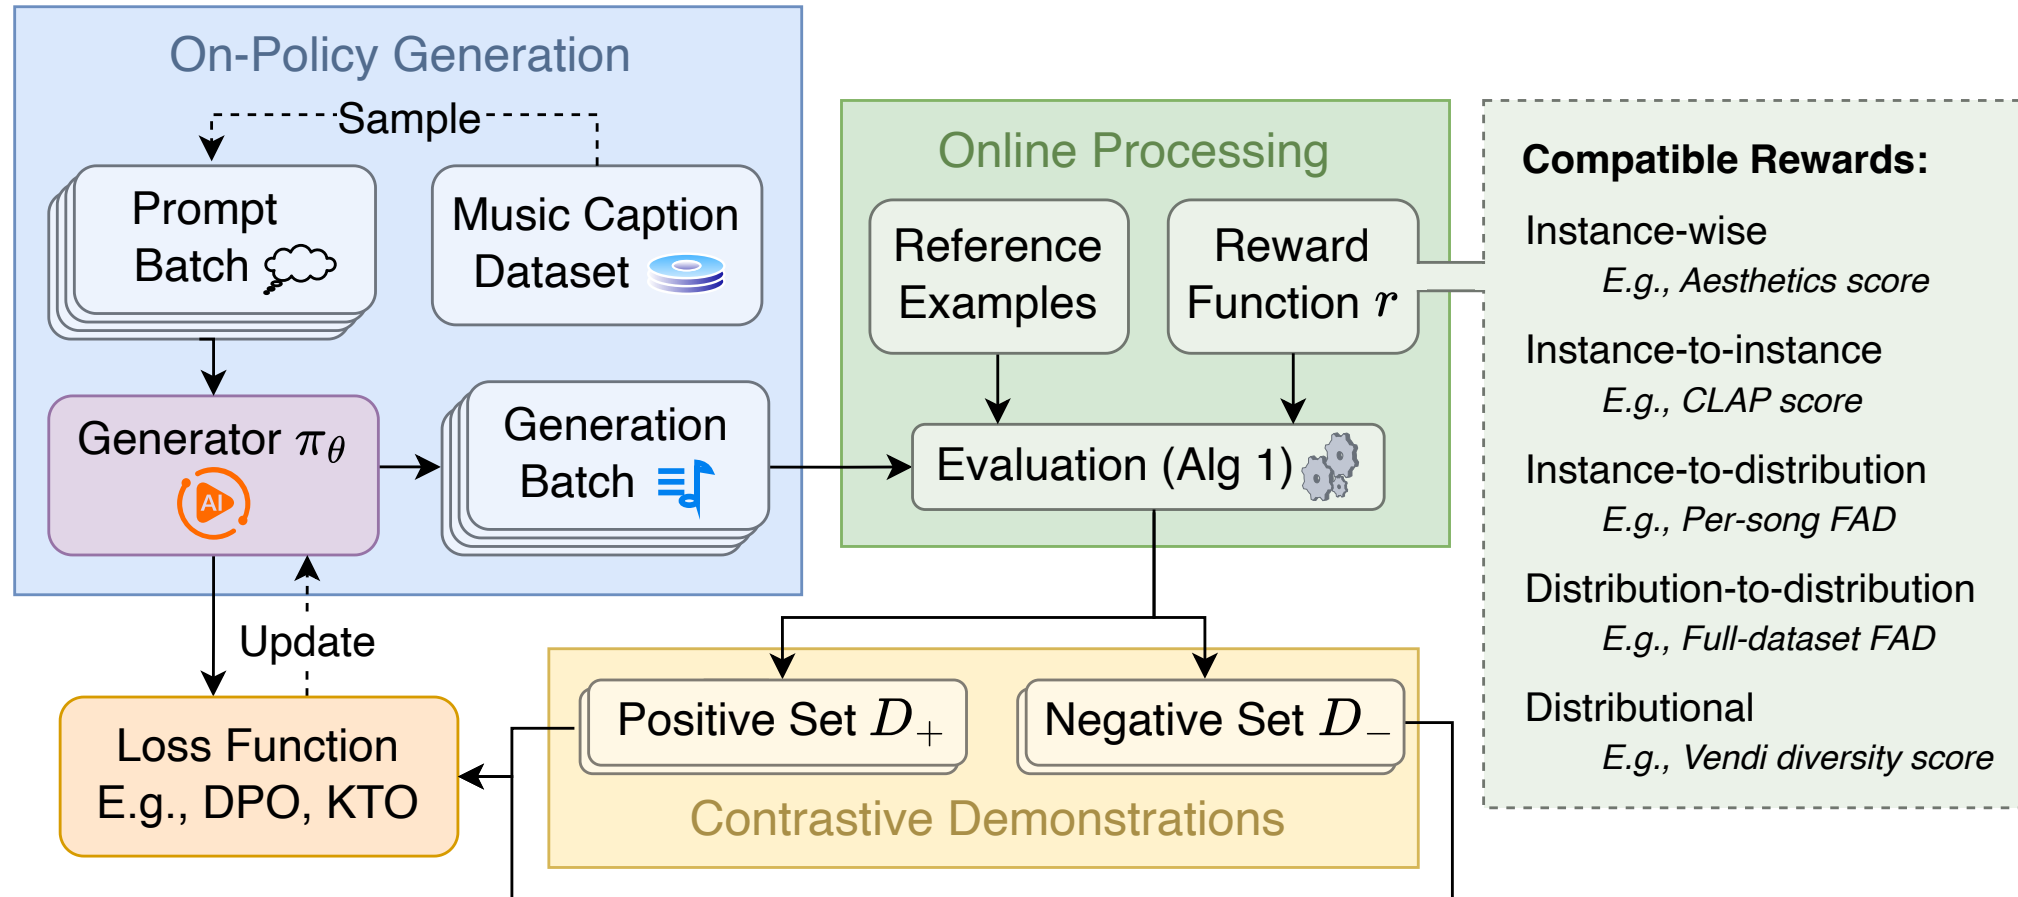 On-Policy Generation
Sample
Prompt
Batch
Music Caption
Dataset
Generator π_θ
AI
Generation
Batch
Update
Loss Function
E.g., DPO, KTO
Online Processing
Reference
Examples
Reward
Function r
Evaluation (Alg 1)
Positive Set D_+
Negative Set D_−
Contrastive Demonstrations
Compatible Rewards:
Instance-wise
E.g., Aesthetics score
Instance-to-instance
E.g., CLAP score
Instance-to-distribution
E.g., Per-song FAD
Distribution-to-distribution
E.g., Full-dataset FAD
Distributional
E.g., Vendi diversity score